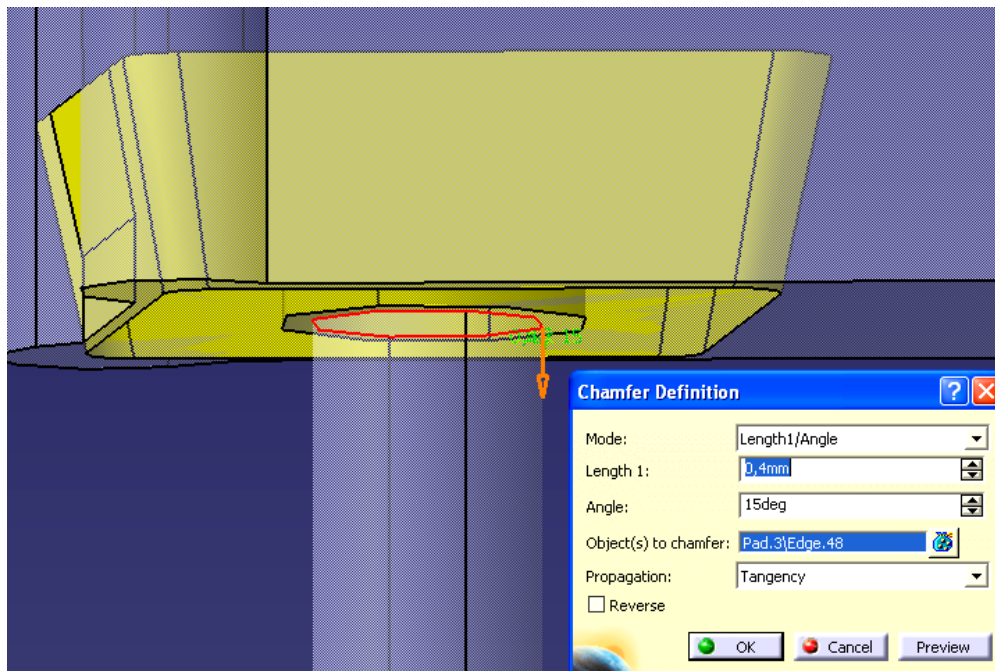 Chamfer Definition
Mode: Length1/Angle
Length 1: 0,4mm
Angle: 15deg
Object(s) to chamfer: Pad.3\Edge.48
Propagation: Tangency
Reverse
OK Cancel Preview